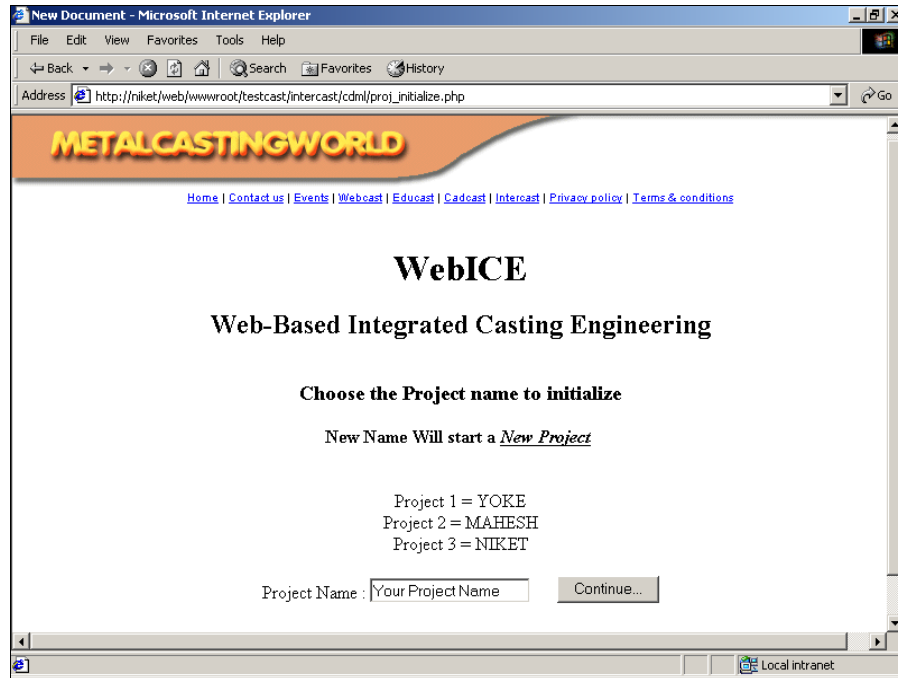 New Document - Microsoft Internet Explorer
File Edit View Favorites Tools Help
Back Search Favorites History
Address http://niket/web/wwwroot/testcast/intercast/cdml/proj_initialize.php Go
METALCASTINGWORLD
Home | Contact us | Events | Webcast | Educast | Cadcast | Intercast | Privacy policy | Terms & conditions
WebICE
Web-Based Integrated Casting Engineering
Choose the Project name to initialize
New Name Will start a New Project
Project 1 = YOKE
Project 2 = MAHESH
Project 3 = NIKET
Project Name : Your Project Name Continue...
Local intranet